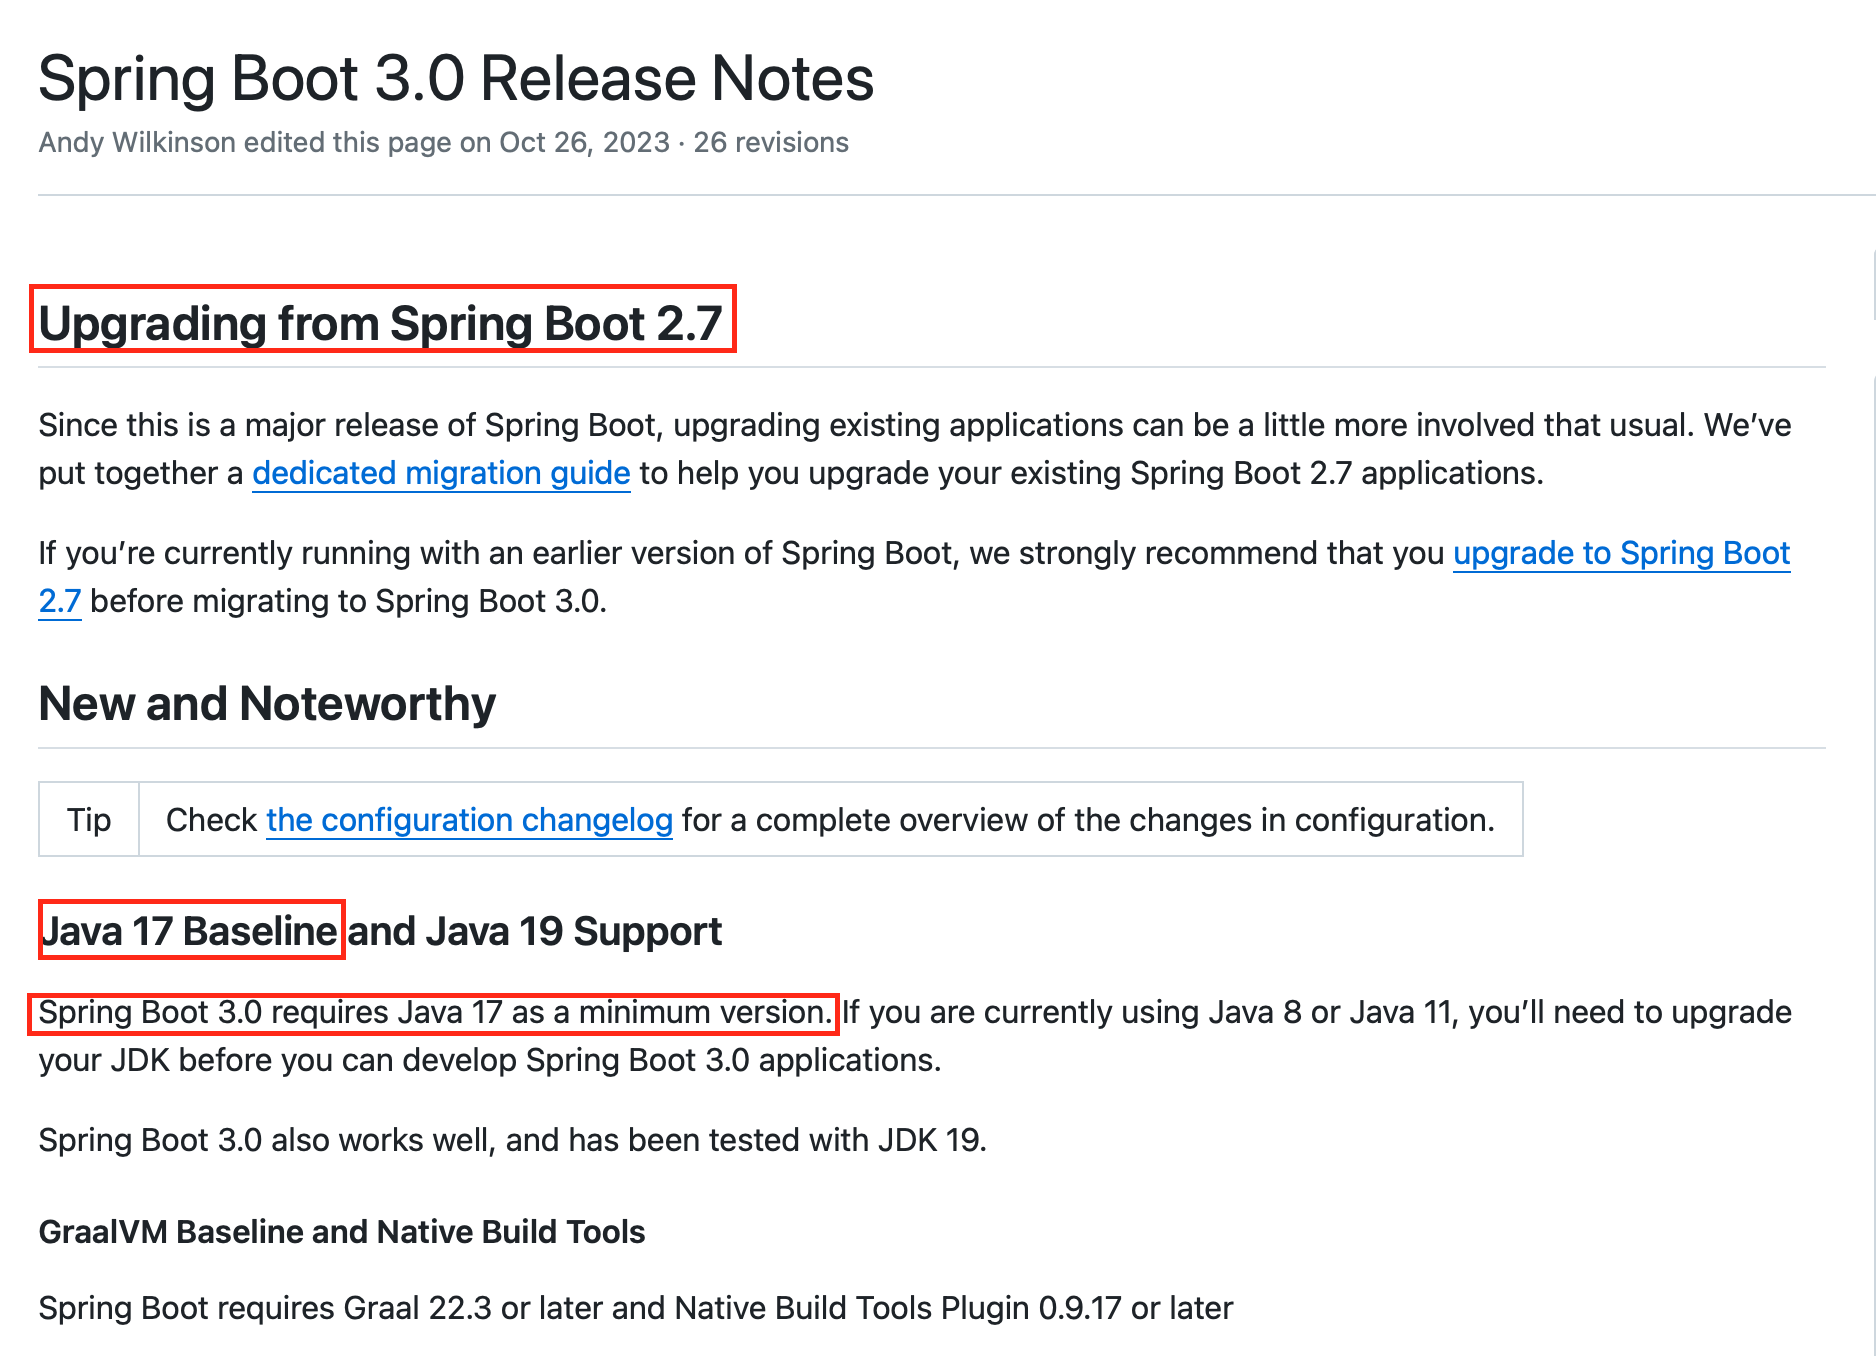 Spring Boot 3.0 Release Notes
Andy Wilkinson edited this page on Oct 26, 2023 · 26 revisions
Upgrading from Spring Boot 2.7
Since this is a major release of Spring Boot, upgrading existing applications can be a little more involved that usual. We’ve
put together a dedicated migration guide to help you upgrade your existing Spring Boot 2.7 applications.
If you’re currently running with an earlier version of Spring Boot, we strongly recommend that you upgrade to Spring Boot
2.7 before migrating to Spring Boot 3.0.
New and Noteworthy
Tip Check the configuration changelog for a complete overview of the changes in configuration.
Java 17 Baseline and Java 19 Support
Spring Boot 3.0 requires Java 17 as a minimum version. If you are currently using Java 8 or Java 11, you’ll need to upgrade
your JDK before you can develop Spring Boot 3.0 applications.
Spring Boot 3.0 also works well, and has been tested with JDK 19.
GraalVM Baseline and Native Build Tools
Spring Boot requires Graal 22.3 or later and Native Build Tools Plugin 0.9.17 or later